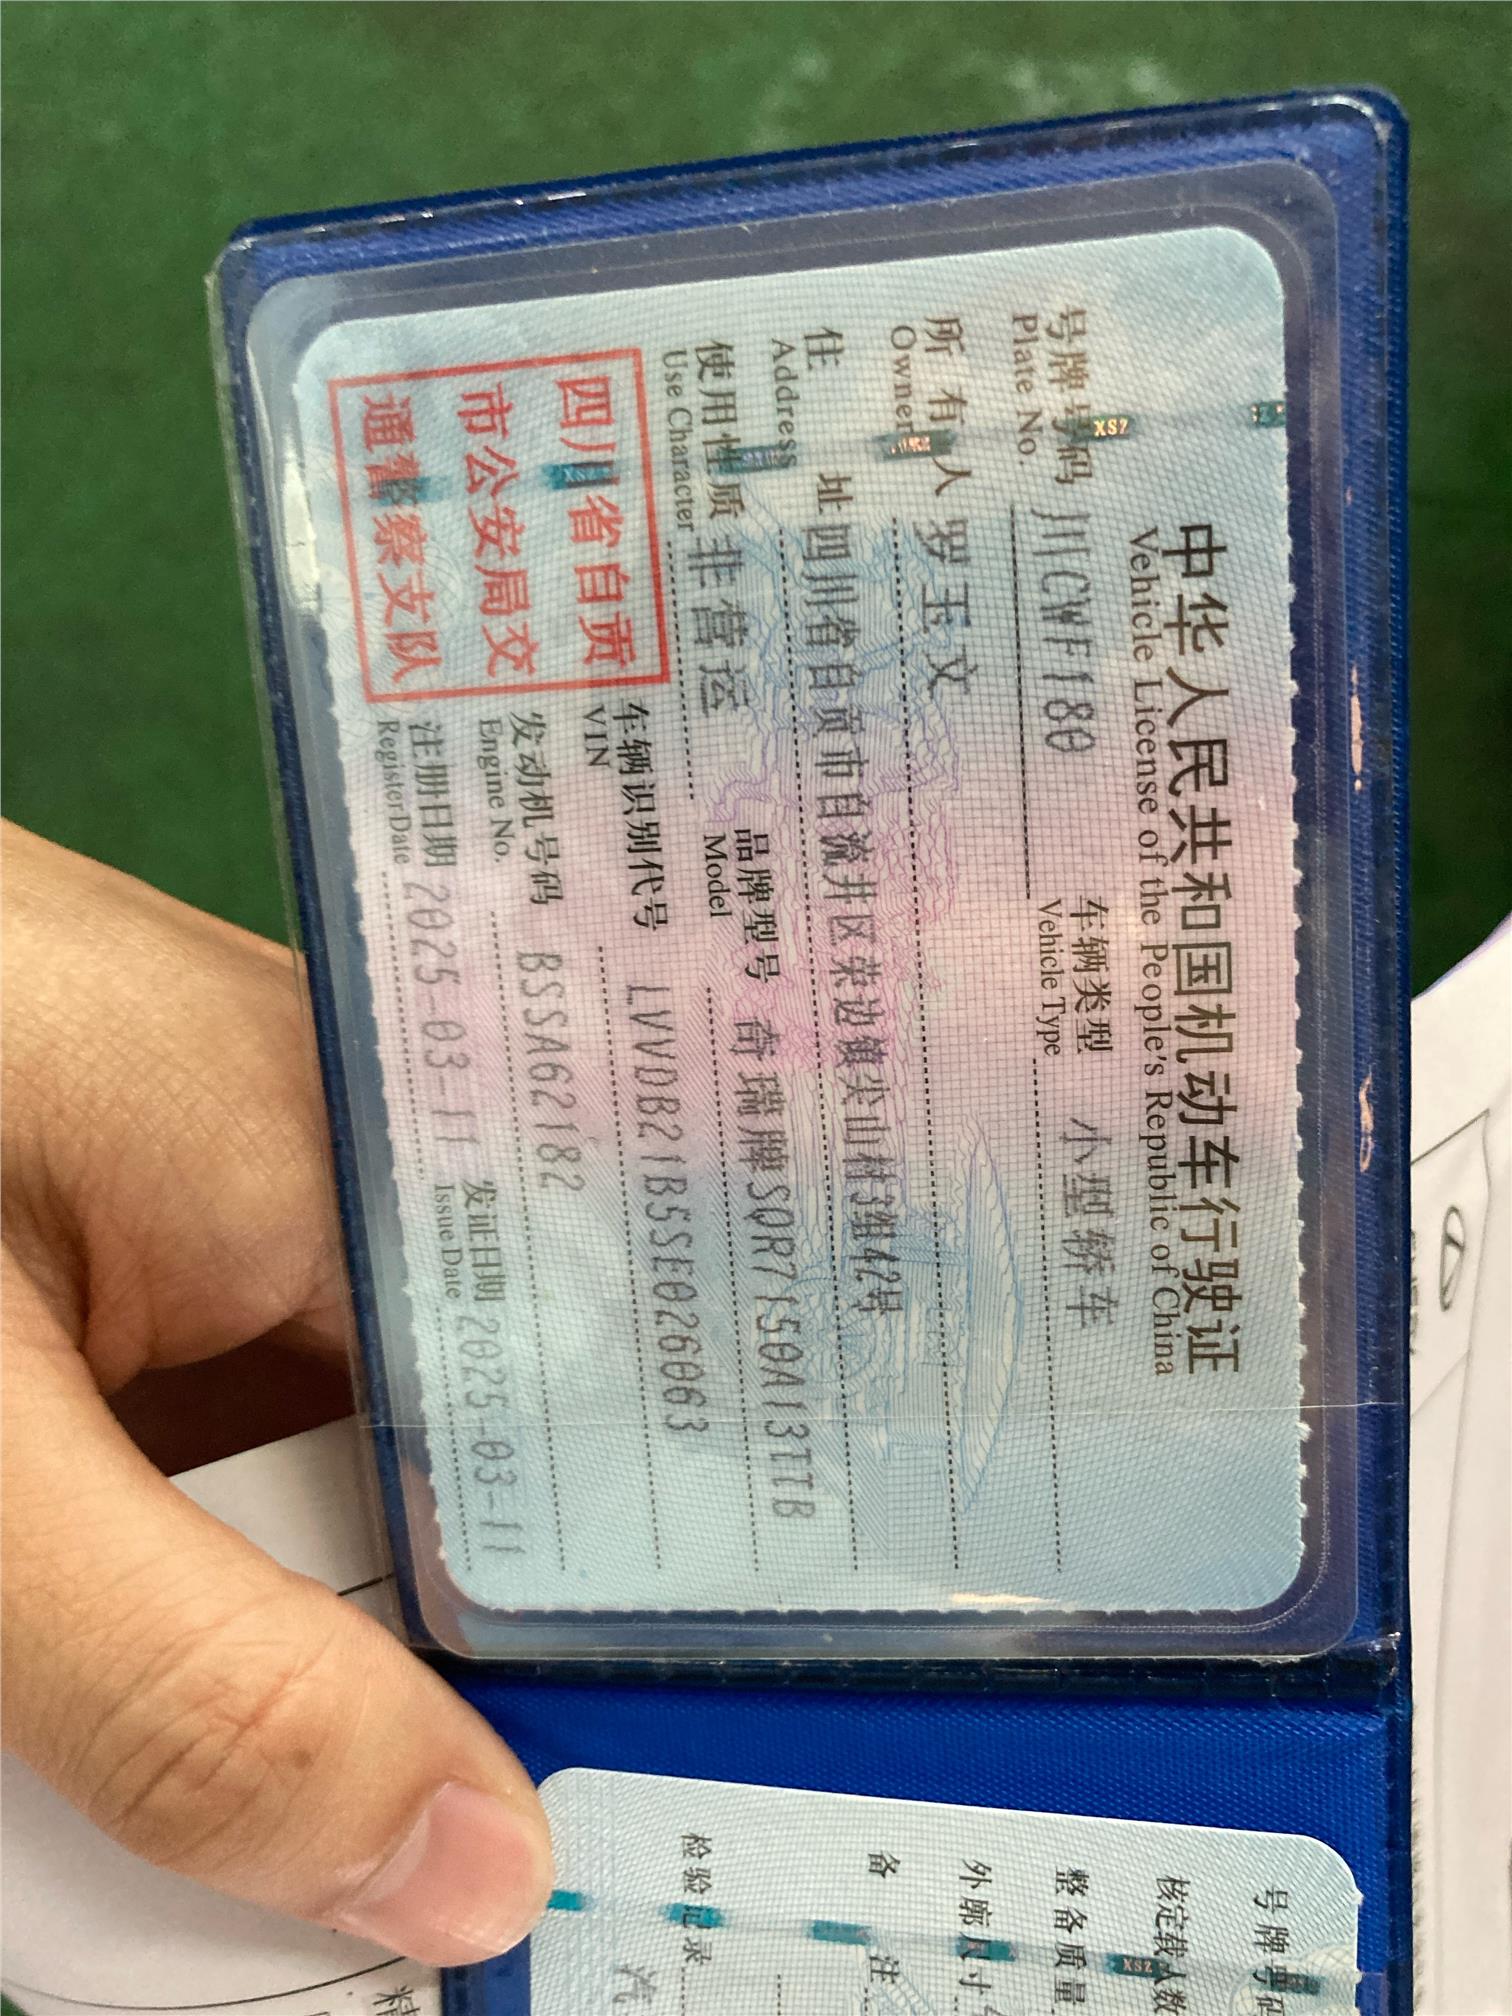 中华人民共和国机动车行驶证
Vehicle License of the People's Republic of China
号牌号码 川CWF180 车辆类型 小型轿车
Plate No. Vehicle Type
所有人 罗玉文
Owner
住址 四川省自贡市自流井区荣边镇尖山村3组42号
Address
使用性质 非营运 品牌型号 奇瑞牌SQR7150A13TTB
Use Character Model
四川省自贡
市公安局交
通警察支队
车辆识别代号 LVVDB21B5SE026063
VIN
发动机号码 BSSA62182
Engine No.
注册日期 2025-03-11 发证日期 2025-03-11
Register Date Issue Date
号牌号码
核定载人数
整备质量
外廓尺寸
备注
检验记录
XSZ
XSZ